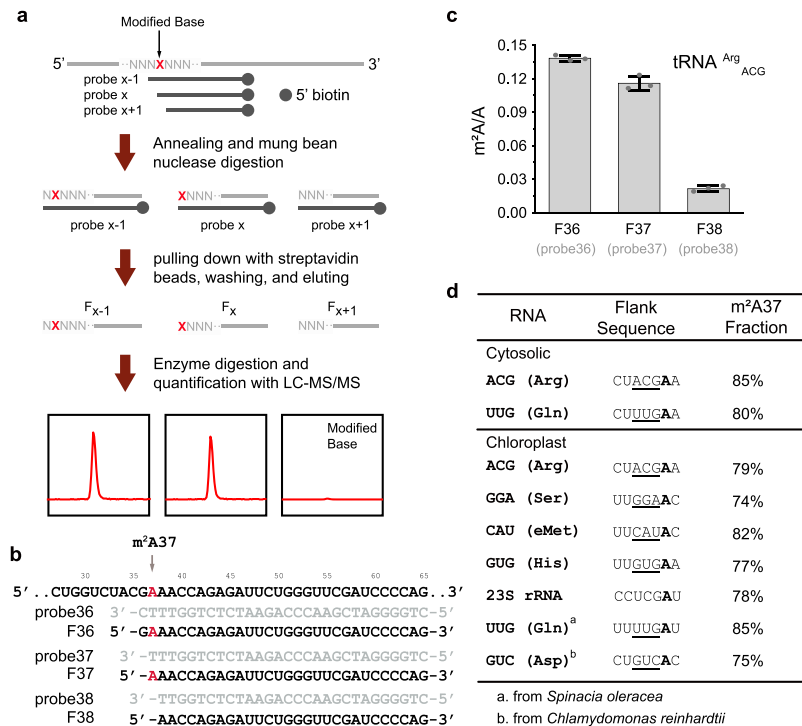 a
Modified Base
5' ··NNNXNNN·· 3'
probe x-1
probe x
probe x+1
5' biotin
Annealing and mung bean
nuclease digestion
NXNNN·· XNNN·· NNN··
probe x-1 probe x probe x+1
pulling down with streptavidin
beads, washing, and eluting
Fx-1 Fx Fx+1
NXNNN·· XNNN·· NNN··
Enzyme digestion and
quantification with LC-MS/MS
Modified
Base
b
m²A37
30 35 40 45 50 55 60 65
5' ..CUGGUCUACGAAACCAGAGAUUCUGGGUUCGAUCCCCAG..3'
probe36 3'-CTTTGGTCTCTAAGACCCAAGCTAGGGGTC-5'
F36 5'-GAAACCAGAGAUUCUGGGUUCGAUCCCCAG-3'
probe37 3'-TTTGGTCTCTAAGACCCAAGCTAGGGGTC-5'
F37 5'-AAACCAGAGAUUCUGGGUUCGAUCCCCAG-3'
probe38 3'-TTGGTCTCTAAGACCCAAGCTAGGGGTC-5'
F38 5'-AACCAGAGAUUCUGGGUUCGAUCCCCAG-3'
c
tRNA Arg ACG
m²A/A
0.15
0.12
0.09
0.06
0.03
0.00
F36 F37 F38
(probe36) (probe37) (probe38)
d
RNA Flank Sequence m²A37 Fraction
Cytosolic
ACG (Arg) CUACGAA 85%
UUG (Gln) CUUUGAA 80%
Chloroplast
ACG (Arg) CUACGAA 79%
GGA (Ser) UUGGAAC 74%
CAU (eMet) UUCAUAC 82%
GUG (His) UUGUGAC 77%
23S rRNA CCUCGAU 78%
UUG (Gln)a UUUUGAU 85%
GUC (Asp)b CUGUCAC 75%
a. from Spinacia oleracea
b. from Chlamydomonas reinhardtii